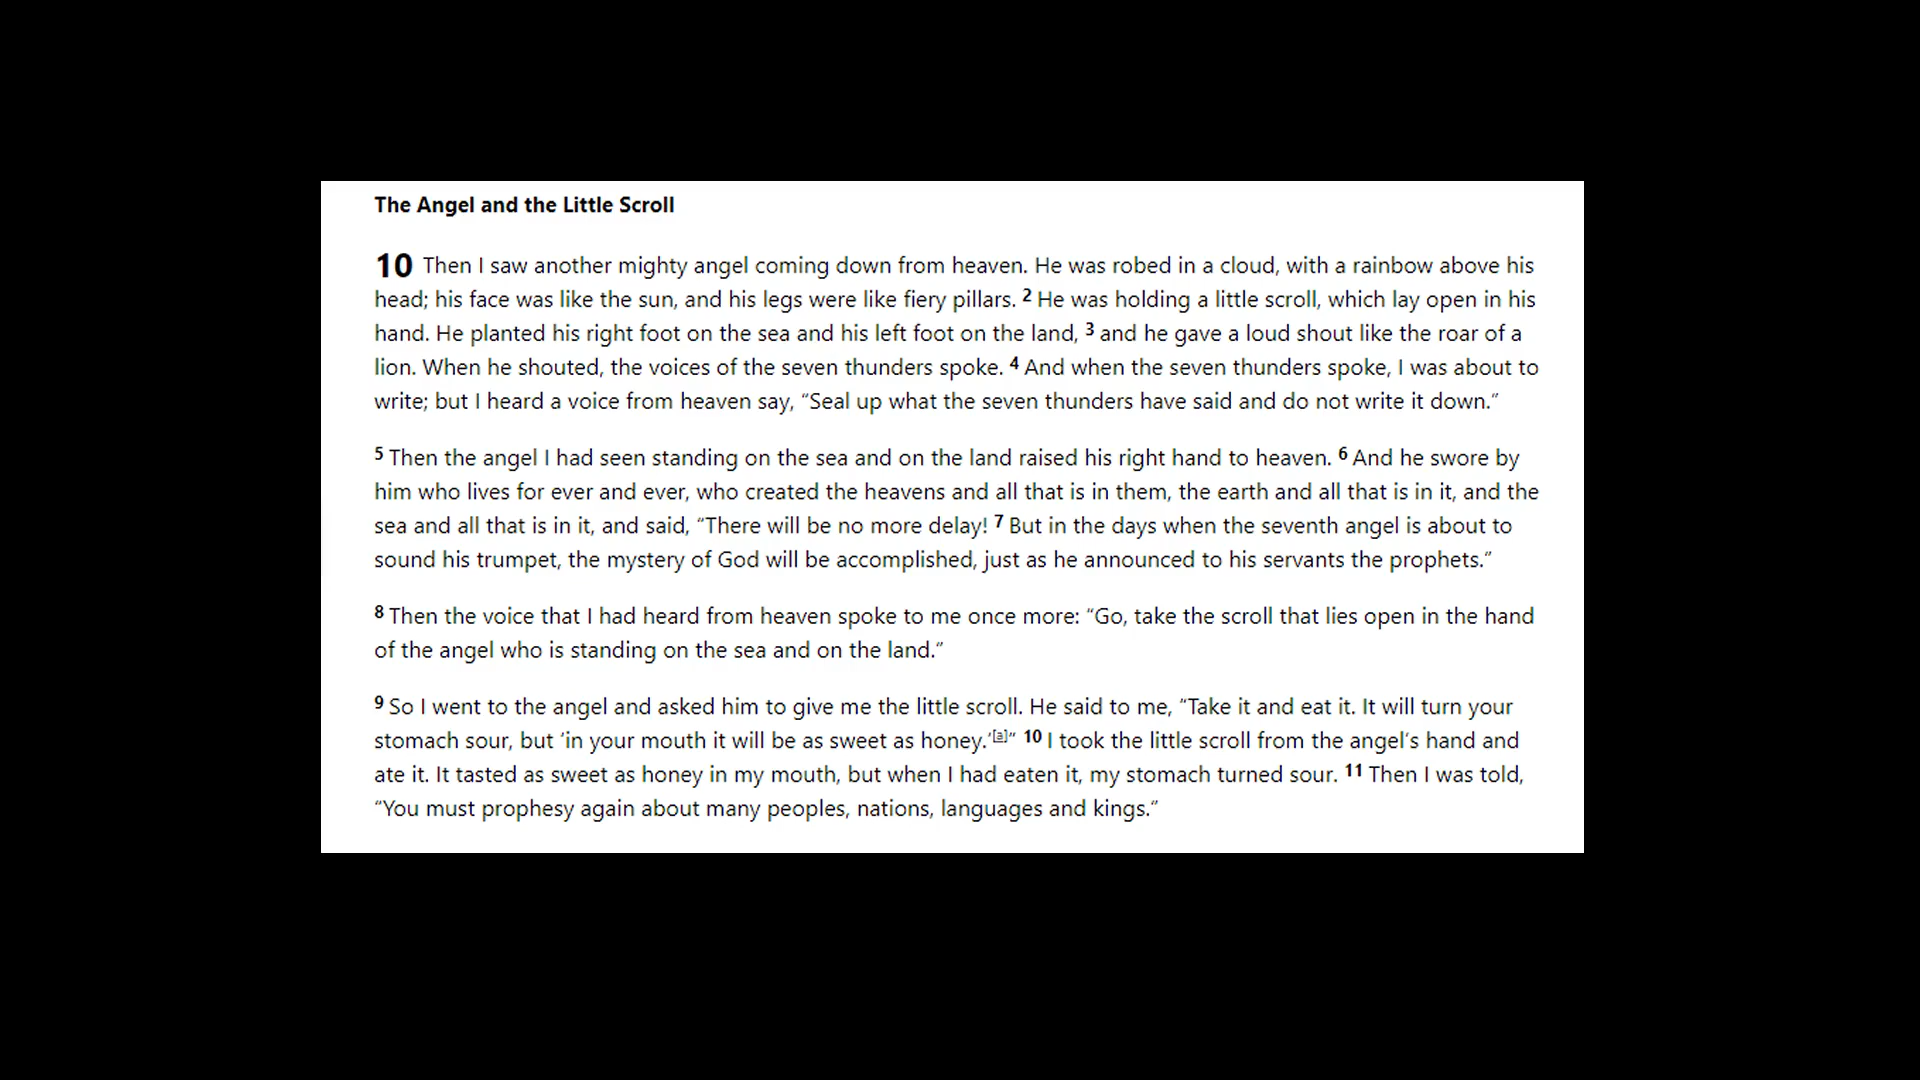 The Angel and the Little Scroll
10 Then I saw another mighty angel coming down from heaven. He was robed in a cloud, with a rainbow above his
head; his face was like the sun, and his legs were like fiery pillars. 2 He was holding a little scroll, which lay open in his
hand. He planted his right foot on the sea and his left foot on the land, 3 and he gave a loud shout like the roar of a
lion. When he shouted, the voices of the seven thunders spoke. 4 And when the seven thunders spoke, I was about to
write; but I heard a voice from heaven say, “Seal up what the seven thunders have said and do not write it down.”
5 Then the angel I had seen standing on the sea and on the land raised his right hand to heaven. 6 And he swore by
him who lives for ever and ever, who created the heavens and all that is in them, the earth and all that is in it, and the
sea and all that is in it, and said, “There will be no more delay! 7 But in the days when the seventh angel is about to
sound his trumpet, the mystery of God will be accomplished, just as he announced to his servants the prophets.”
8 Then the voice that I had heard from heaven spoke to me once more: “Go, take the scroll that lies open in the hand
of the angel who is standing on the sea and on the land.”
9 So I went to the angel and asked him to give me the little scroll. He said to me, “Take it and eat it. It will turn your
stomach sour, but ‘in your mouth it will be as sweet as honey.’[a]” 10 I took the little scroll from the angel’s hand and
ate it. It tasted as sweet as honey in my mouth, but when I had eaten it, my stomach turned sour. 11 Then I was told,
“You must prophesy again about many peoples, nations, languages and kings.”